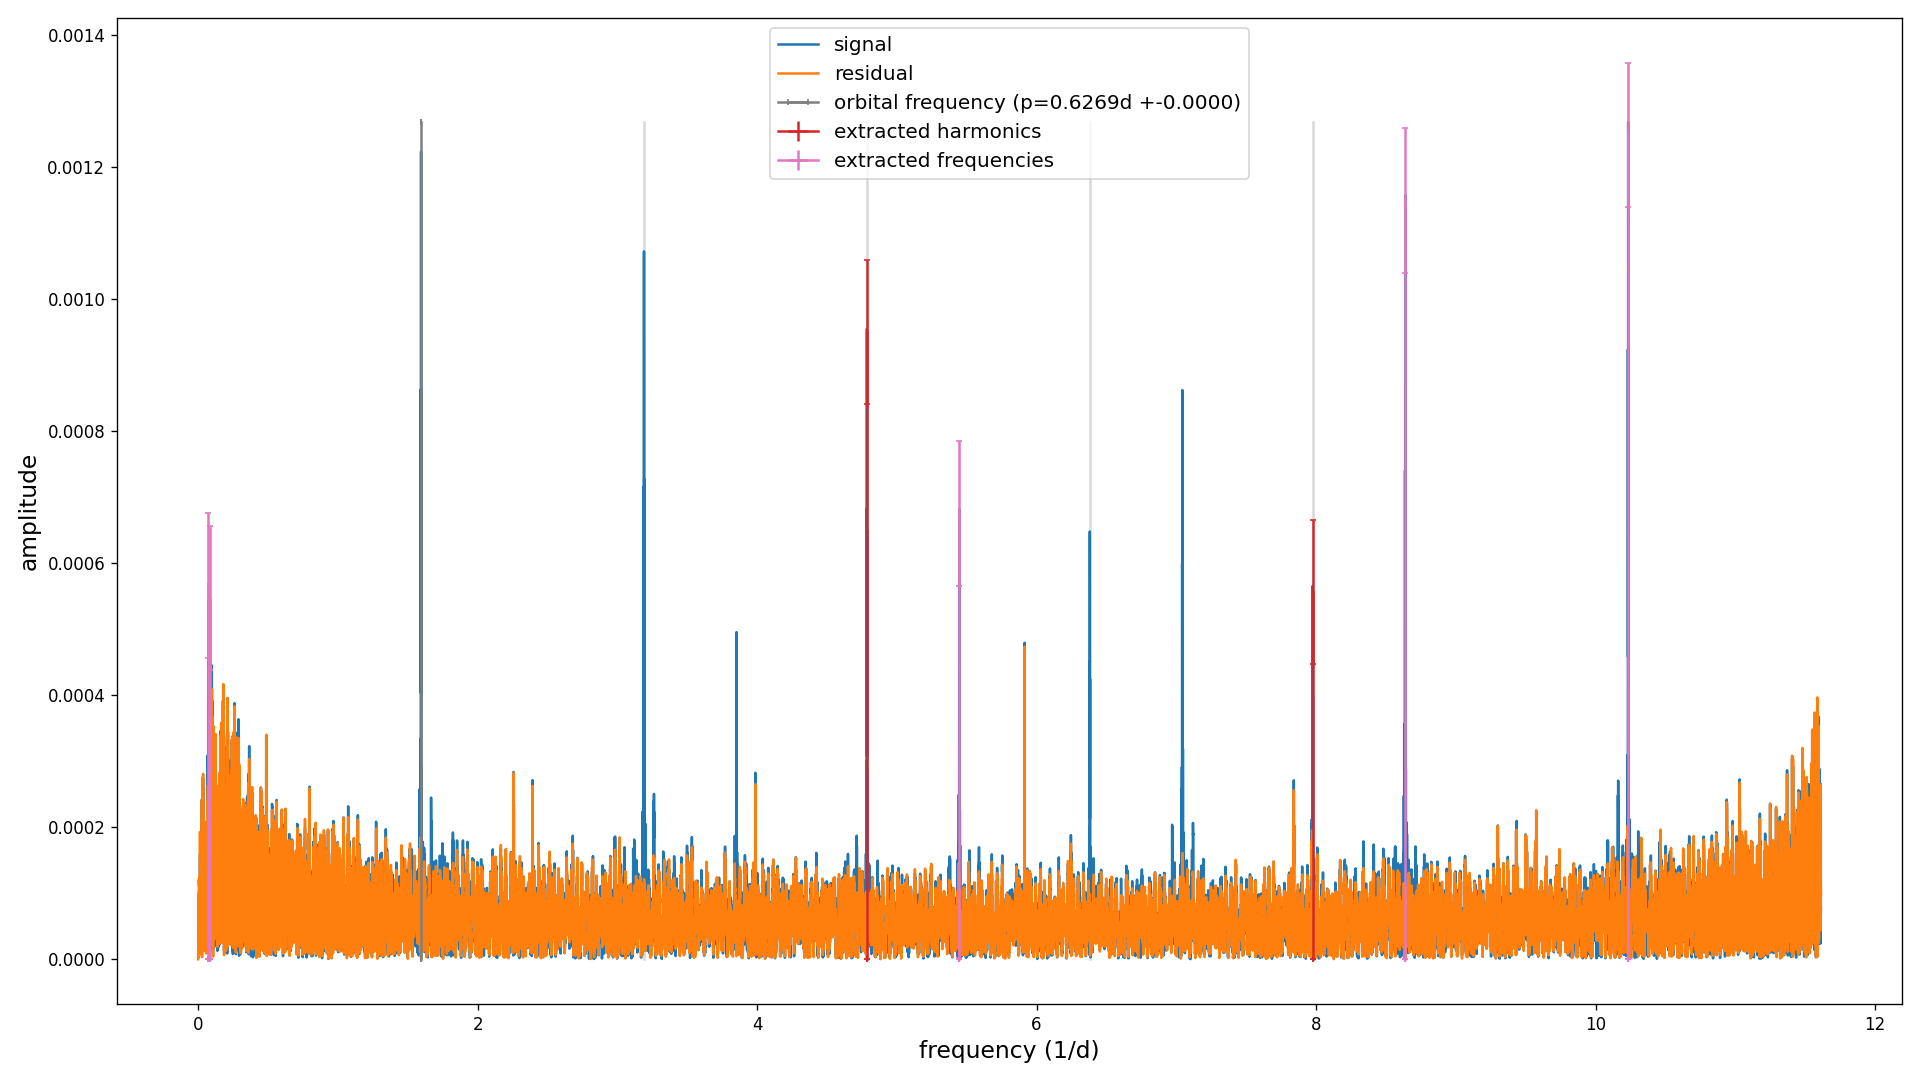 0.0014
0.0012
0.0010
0.0008
0.0006
0.0004
0.0002
0.0000
amplitude
signal
residual
orbital frequency (p=0.6269d +-0.0000)
extracted harmonics
extracted frequencies
0 2 4 6 8 10 12
frequency (1/d)